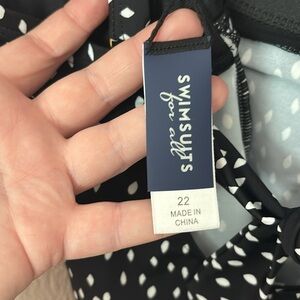 SWIMSUITS
for all
22
MADE IN
CHINA